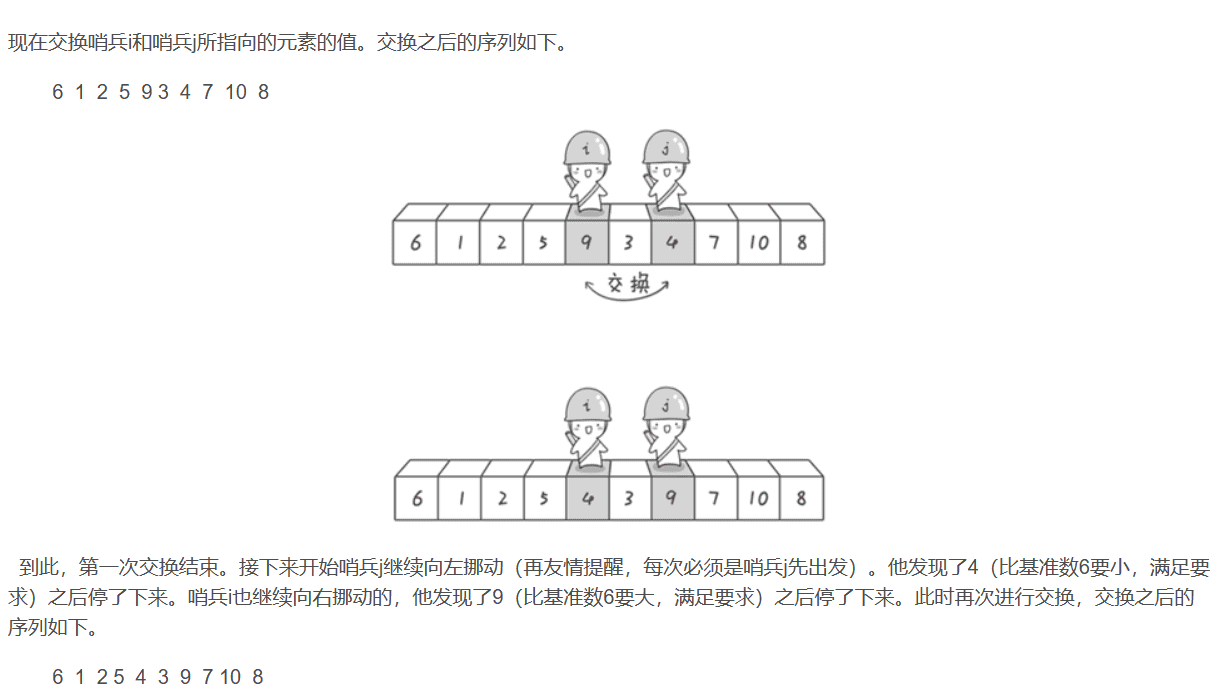 现在交换哨兵i和哨兵j所指向的元素的值。交换之后的序列如下。
6 1 2 5 9 3 4 7 10 8
i j
6 1 2 5 9 3 4 7 10 8
交换
i j
6 1 2 5 4 3 9 7 10 8
到此，第一次交换结束。接下来开始哨兵j继续向左挪动（再友情提醒，每次必须是哨兵j先出发）。他发现了4（比基准数6要小，满足要
求）之后停了下来。哨兵i也继续向右挪动的，他发现了9（比基准数6要大，满足要求）之后停了下来。此时再次进行交换，交换之后的
序列如下。
6 1 2 5 4 3 9 7 10 8